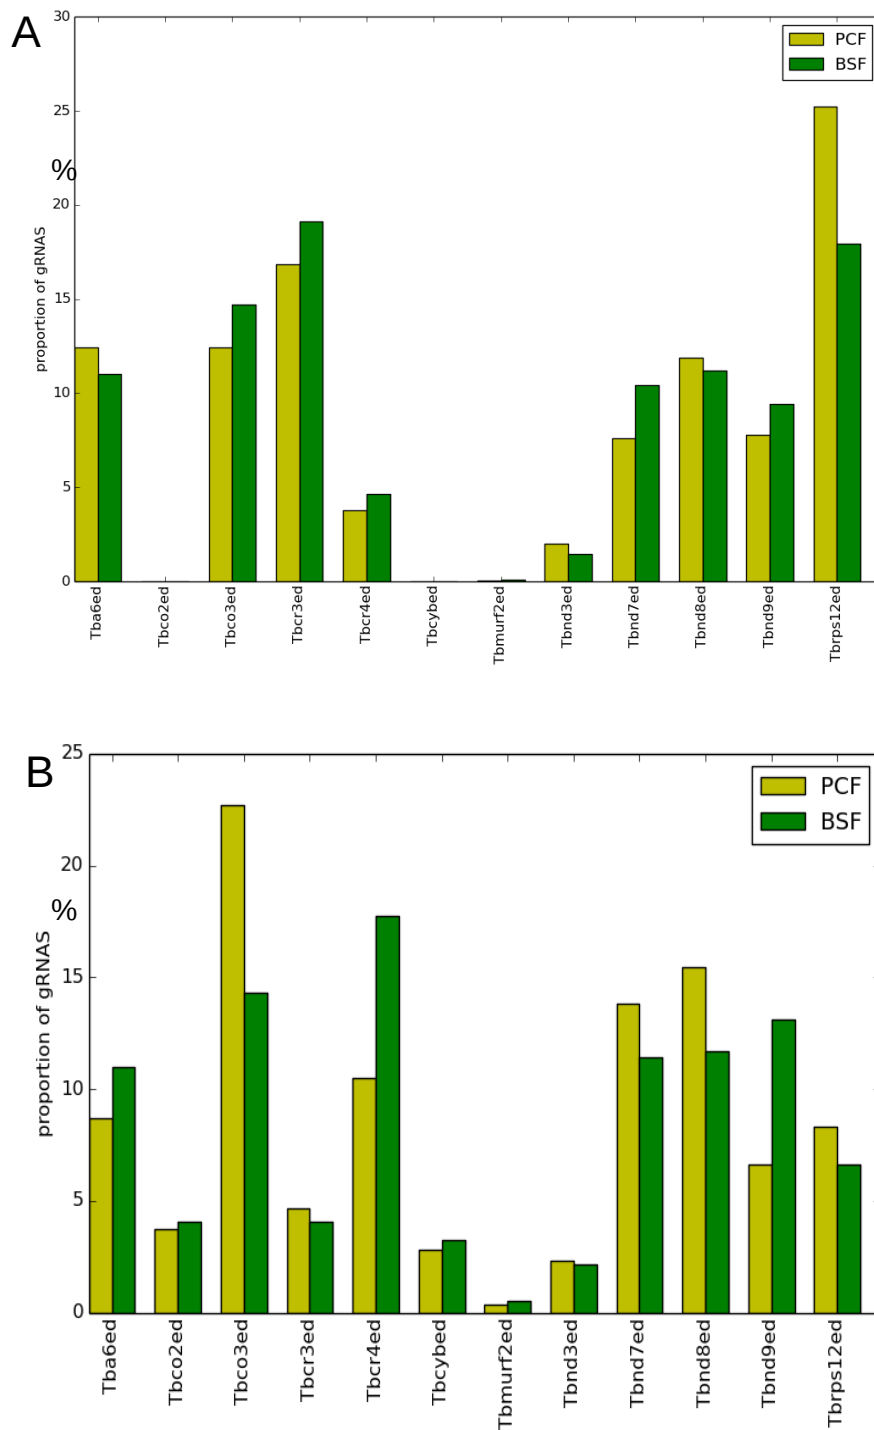 A
30
25
20
15
10
5
0
%
proportion of gRNAS
PCF
BSF
Tba6ed
Tbco2ed
Tbco3ed
Tbcr3ed
Tbcr4ed
Tbcybed
Tbmurf2ed
Tbnd3ed
Tbnd7ed
Tbnd8ed
Tbnd9ed
Tbrps12ed
B
25
20
15
10
5
0
%
proportion of gRNAS
PCF
BSF
Tba6ed
Tbco2ed
Tbco3ed
Tbcr3ed
Tbcr4ed
Tbcybed
Tbmurf2ed
Tbnd3ed
Tbnd7ed
Tbnd8ed
Tbnd9ed
Tbrps12ed